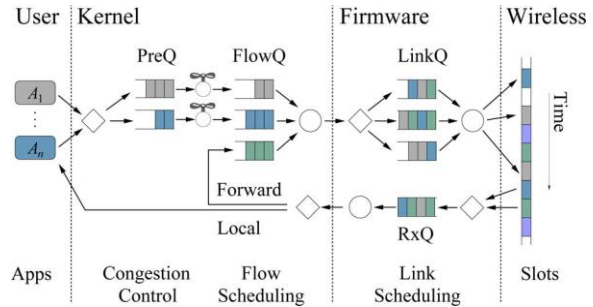 User
Kernel
Firmware
Wireless
PreQ
FlowQ
LinkQ
A1
An
Time
Forward
Local
RxQ
Apps
Congestion
Control
Flow
Scheduling
Link
Scheduling
Slots